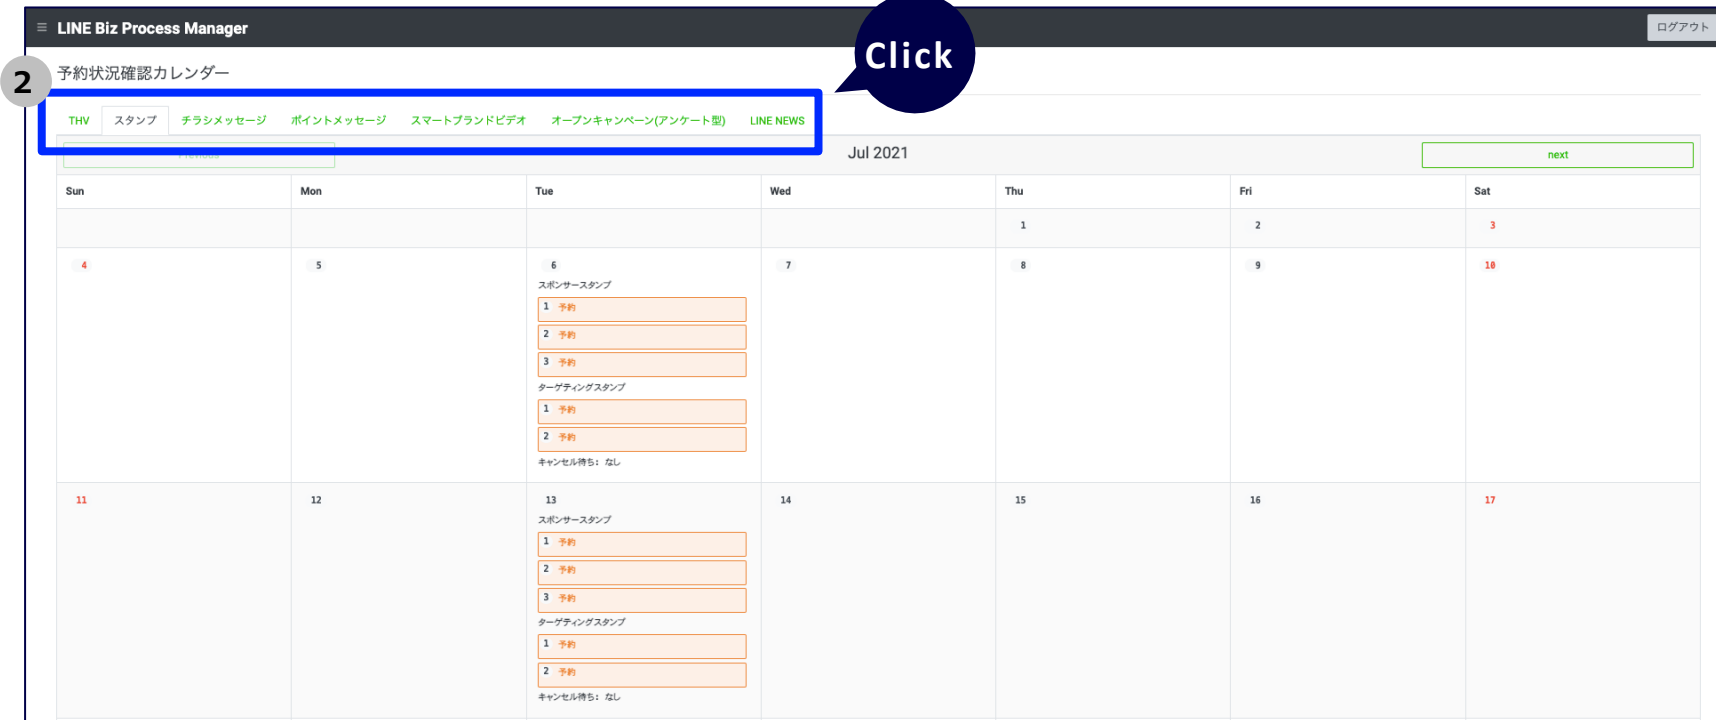 ≡ LINE Biz Process Manager
ログアウト
Click
2
予約状況確認カレンダー
THV スタンプ チラシメッセージ ポイントメッセージ スマートブランドビデオ オープンキャンペーン(アンケート型) LINE NEWS
Previous Jul 2021 next
Sun Mon Tue Wed Thu Fri Sat
1 2 3
4 5 6 7 8 9 10
スポンサースタンプ
1 予約
2 予約
3 予約
ターゲティングスタンプ
1 予約
2 予約
キャンセル待ち: なし
11 12 13 14 15 16 17
スポンサースタンプ
1 予約
2 予約
3 予約
ターゲティングスタンプ
1 予約
2 予約
キャンセル待ち: なし